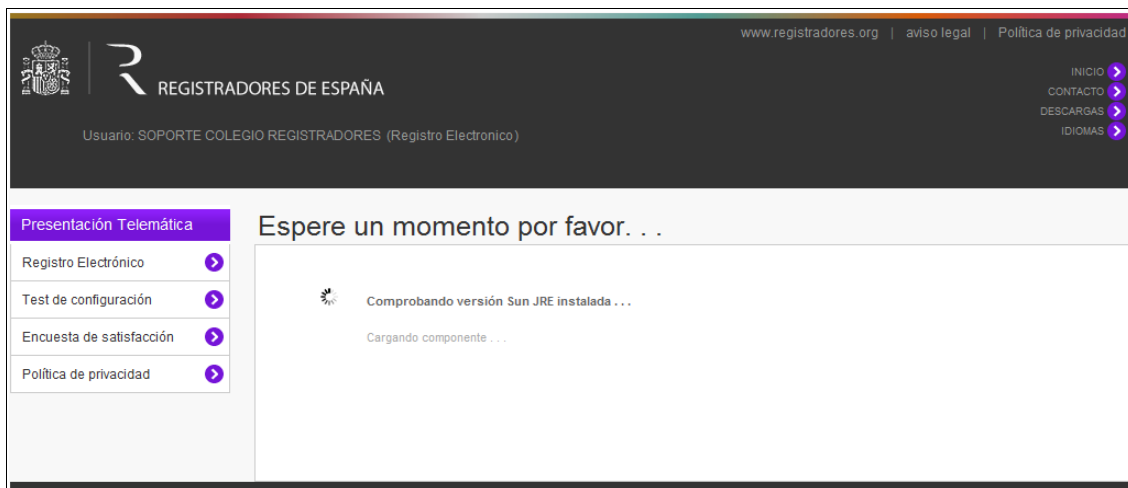 www.registradores.org | aviso legal | Política de privacidad
REGISTRADORES DE ESPAÑA
INICIO
CONTACTO
DESCARGAS
IDIOMAS
Usuario: SOPORTE COLEGIO REGISTRADORES (Registro Electronico)
Presentación Telemática
Registro Electrónico
Test de configuración
Encuesta de satisfacción
Política de privacidad
Espere un momento por favor. . .
Comprobando versión Sun JRE instalada . . .
Cargando componente . . .